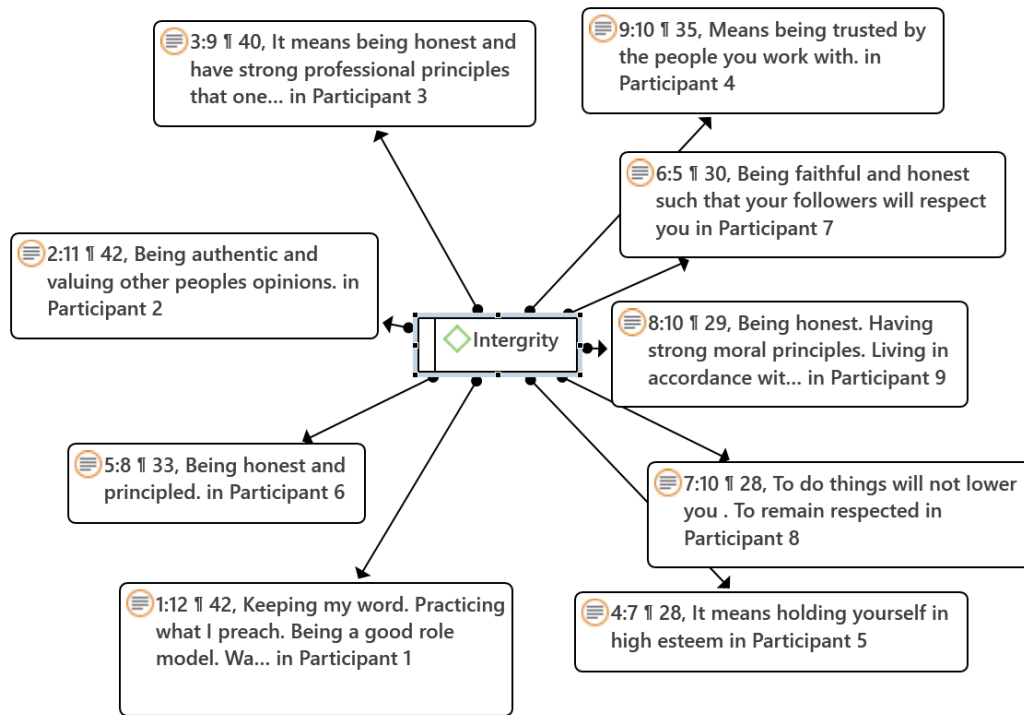 3:9 ¶ 40, It means being honest and
have strong professional principles
that one... in Participant 3
9:10 ¶ 35, Means being trusted by
the people you work with. in
Participant 4
6:5 ¶ 30, Being faithful and honest
such that your followers will respect
you in Participant 7
2:11 ¶ 42, Being authentic and
valuing other peoples opinions. in
Participant 2
Intergrity
8:10 ¶ 29, Being honest. Having
strong moral principles. Living in
accordance wit... in Participant 9
5:8 ¶ 33, Being honest and
principled. in Participant 6
7:10 ¶ 28, To do things will not lower
you . To remain respected in
Participant 8
1:12 ¶ 42, Keeping my word. Practicing
what I preach. Being a good role
model. Wa... in Participant 1
4:7 ¶ 28, It means holding yourself in
high esteem in Participant 5